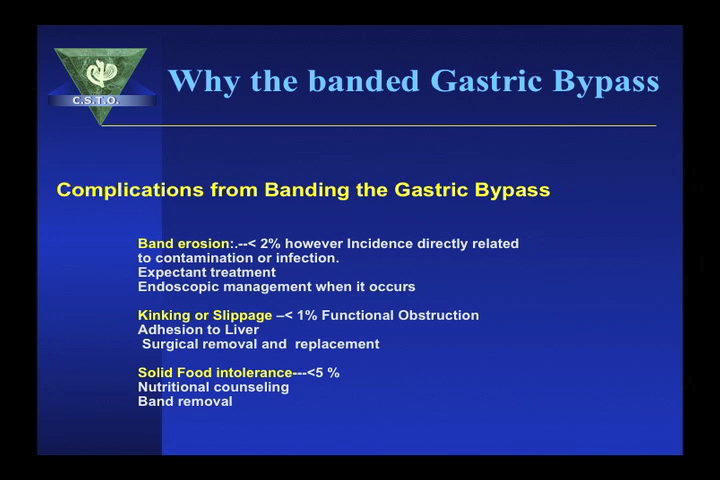 C.S.T.O.
Why the banded Gastric Bypass
Complications from Banding the Gastric Bypass
Band erosion:.--< 2% however Incidence directly related
to contamination or infection.
Expectant treatment
Endoscopic management when it occurs
Kinking or Slippage –< 1% Functional Obstruction
Adhesion to Liver
Surgical removal and  replacement
Solid Food intolerance---<5 %
Nutritional counseling
Band removal